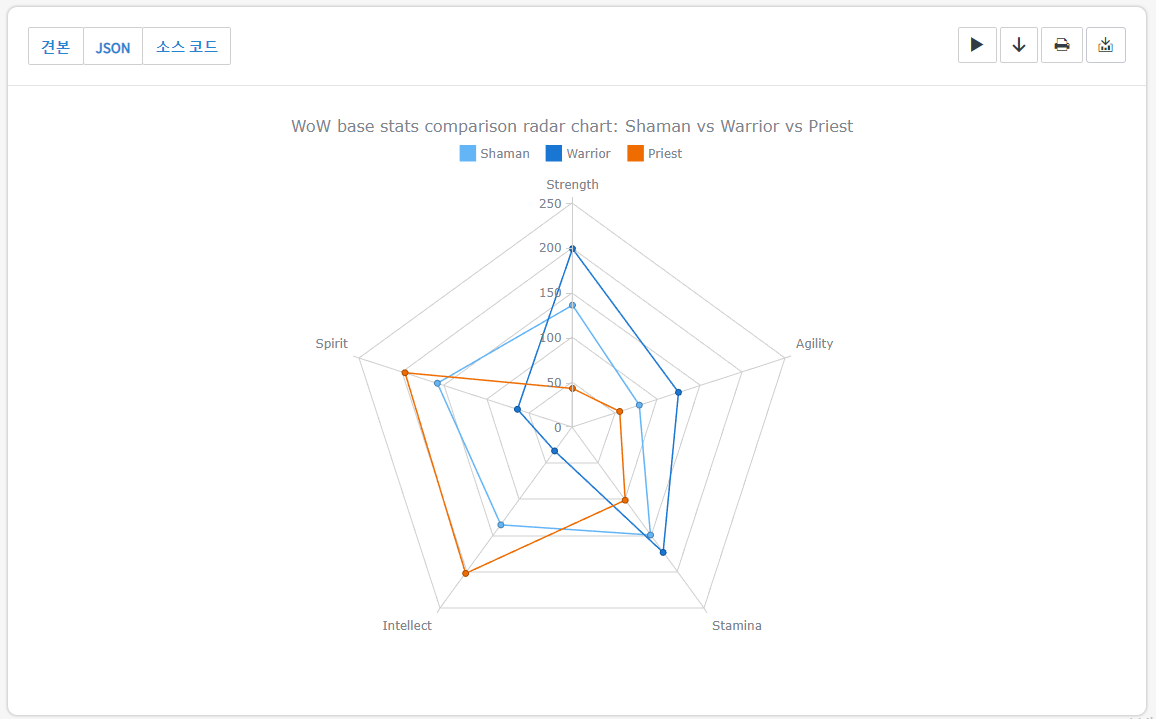 견본 JSON 소스 코드
WoW base stats comparison radar chart: Shaman vs Warrior vs Priest
Shaman Warrior Priest
Strength
250
200
150
100
50
0
Spirit
Agility
Intellect
Stamina